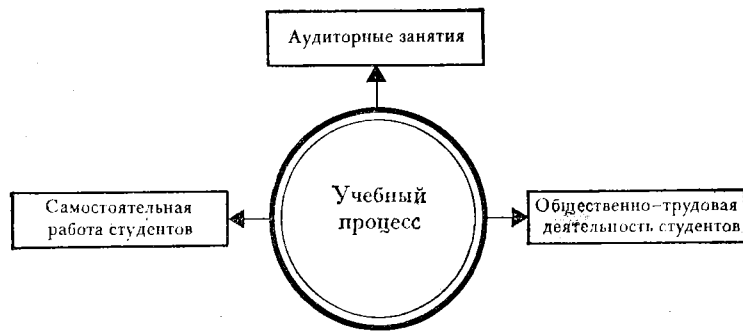 Аудиторные занятия
Учебный
процесс
Самостоятельная
работа студентов
Общественно-трудовая
деятельность студентов